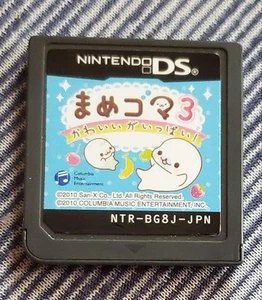 NINTENDO DS
まめゴマ3
かわいいがいっぱい!
Columbia
Music
Entertainment
©2010 San-X Co., Ltd. All Rights Reserved.
©2010 COLUMBIA MUSIC ENTERTAINMENT, INC.
NTR-BG8J-JPN